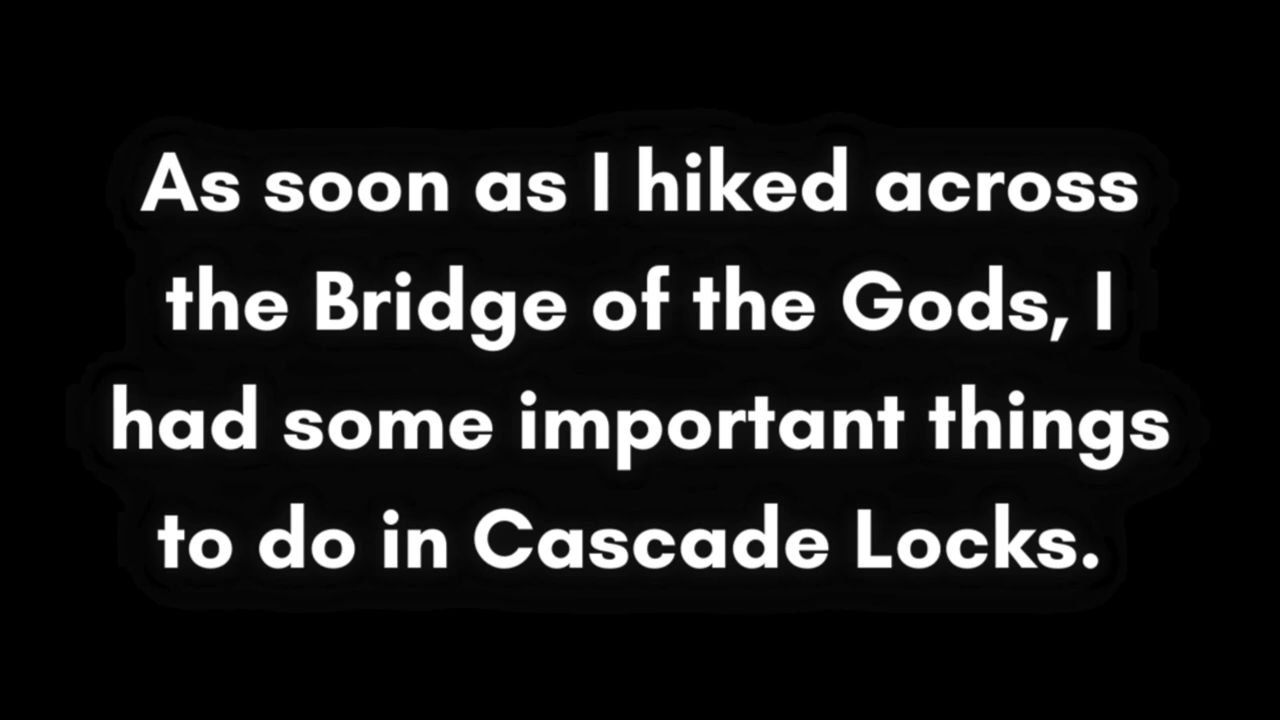 As soon as I hiked across
the Bridge of the Gods, I
had some important things
to do in Cascade Locks.